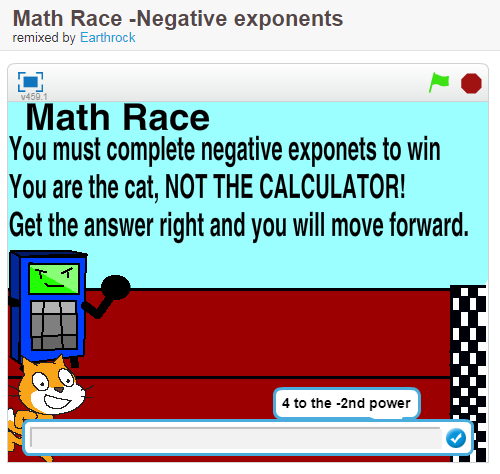 Math Race -Negative exponents
remixed by Earthrock
v459.1
Math Race
You must complete negative exponets to win
You are the cat, NOT THE CALCULATOR!
Get the answer right and you will move forward.
4 to the -2nd power